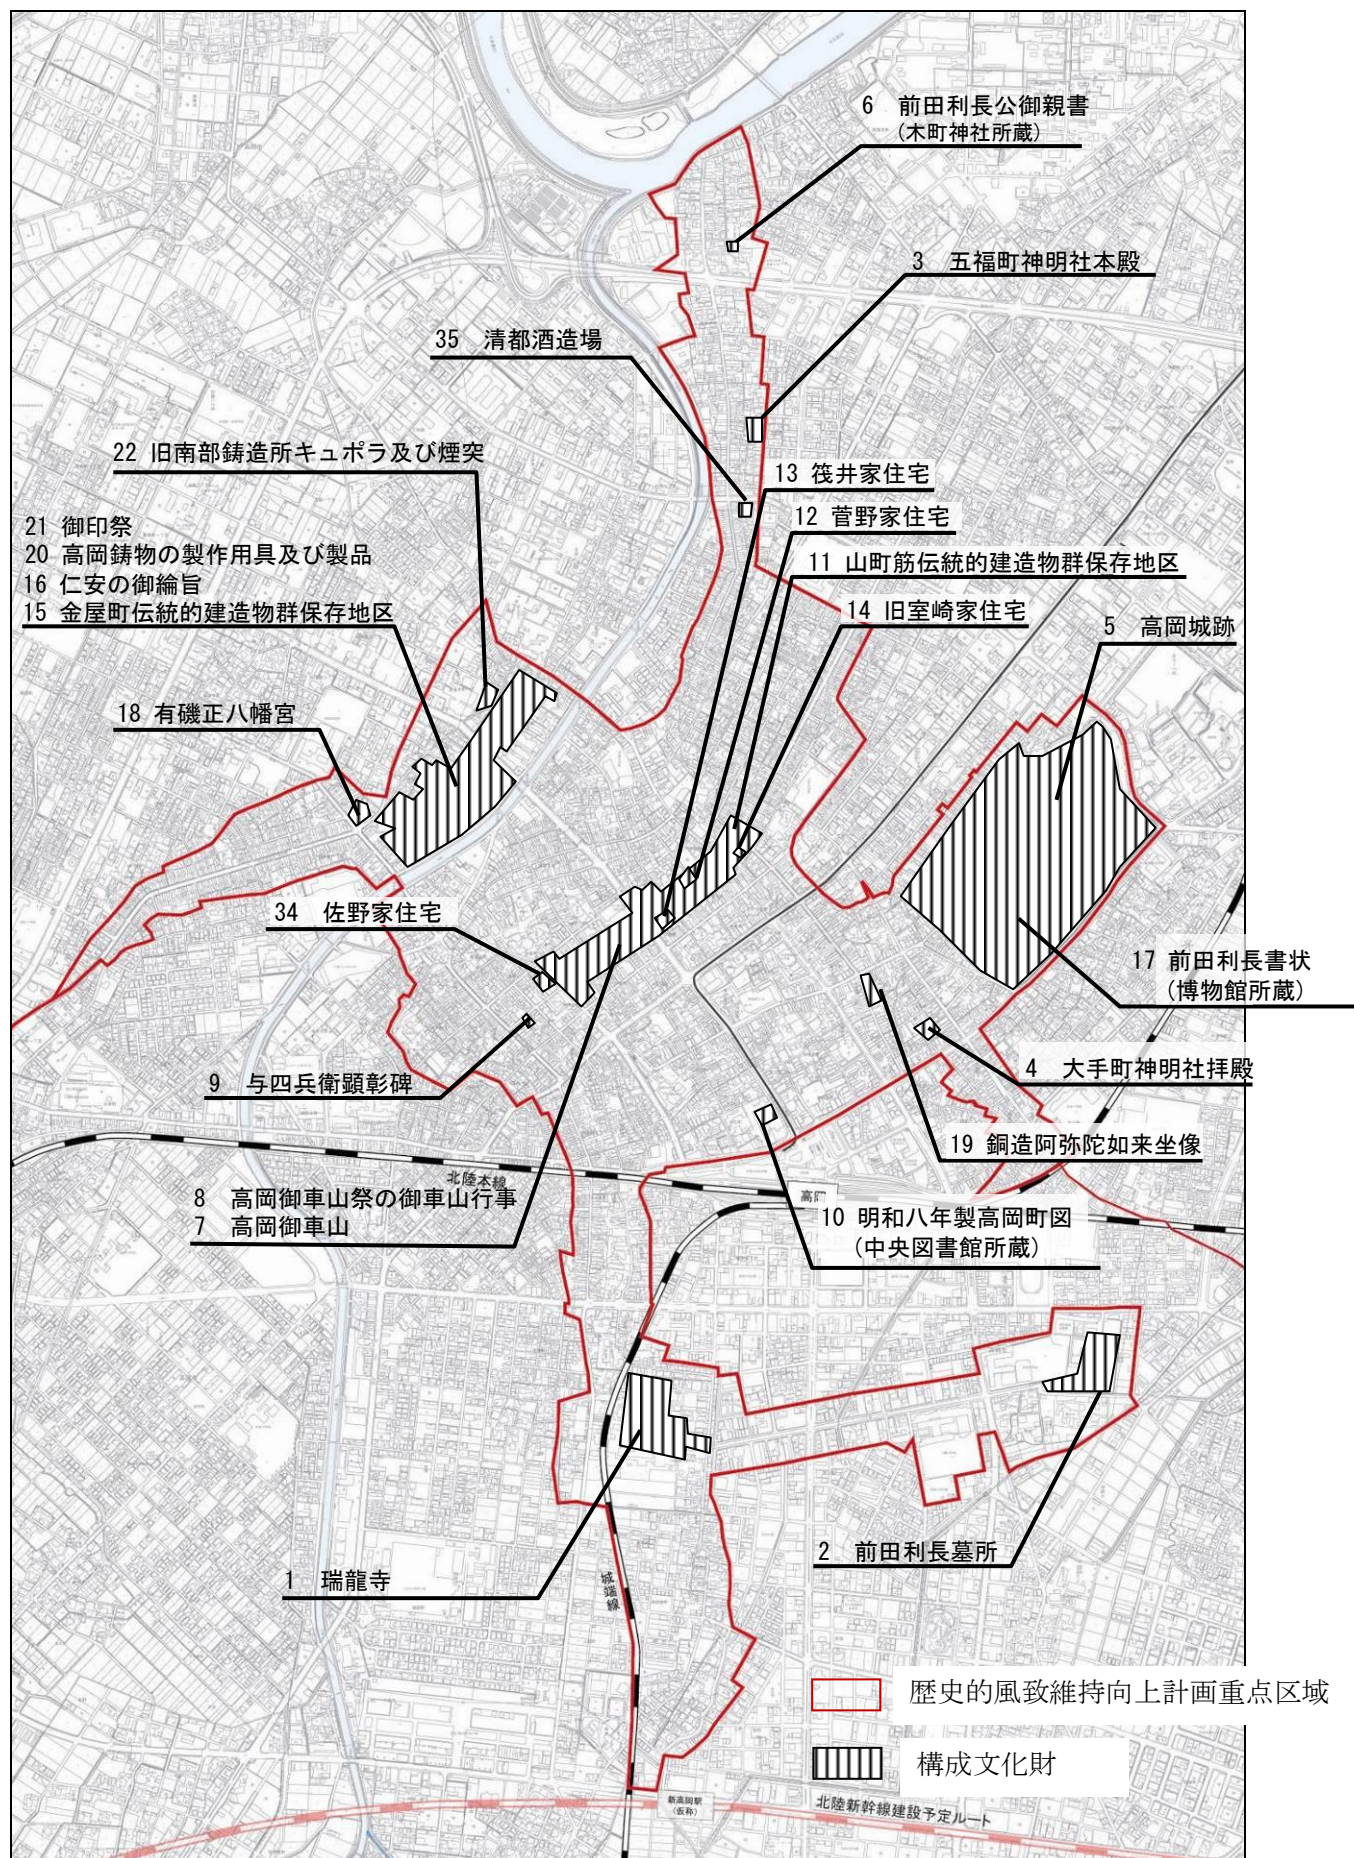 6 前田利長公御親書
(木町神社所蔵)
3 五福町神明社本殿
35 清都酒造場
22 旧南部鋳造所キュポラ及び煙突
13 筏井家住宅
12 菅野家住宅
11 山町筋伝統的建造物群保存地区
14 旧室崎家住宅
21 御印祭
20 高岡鋳物の製作用具及び製品
16 仁安の御綸旨
15 金屋町伝統的建造物群保存地区
5 高岡城跡
18 有磯正八幡宮
34 佐野家住宅
17 前田利長書状
(博物館所蔵)
9 与四兵衛顕彰碑
4 大手町神明社拝殿
19 銅造阿弥陀如来坐像
北陸本線
高岡
8 高岡御車山祭の御車山行事
7 高岡御車山
10 明和八年製高岡町図
(中央図書館所蔵)
2 前田利長墓所
1 瑞龍寺
城端線
歴史的風致維持向上計画重点区域
構成文化財
新高岡駅
(仮称)
北陸新幹線建設予定ルート